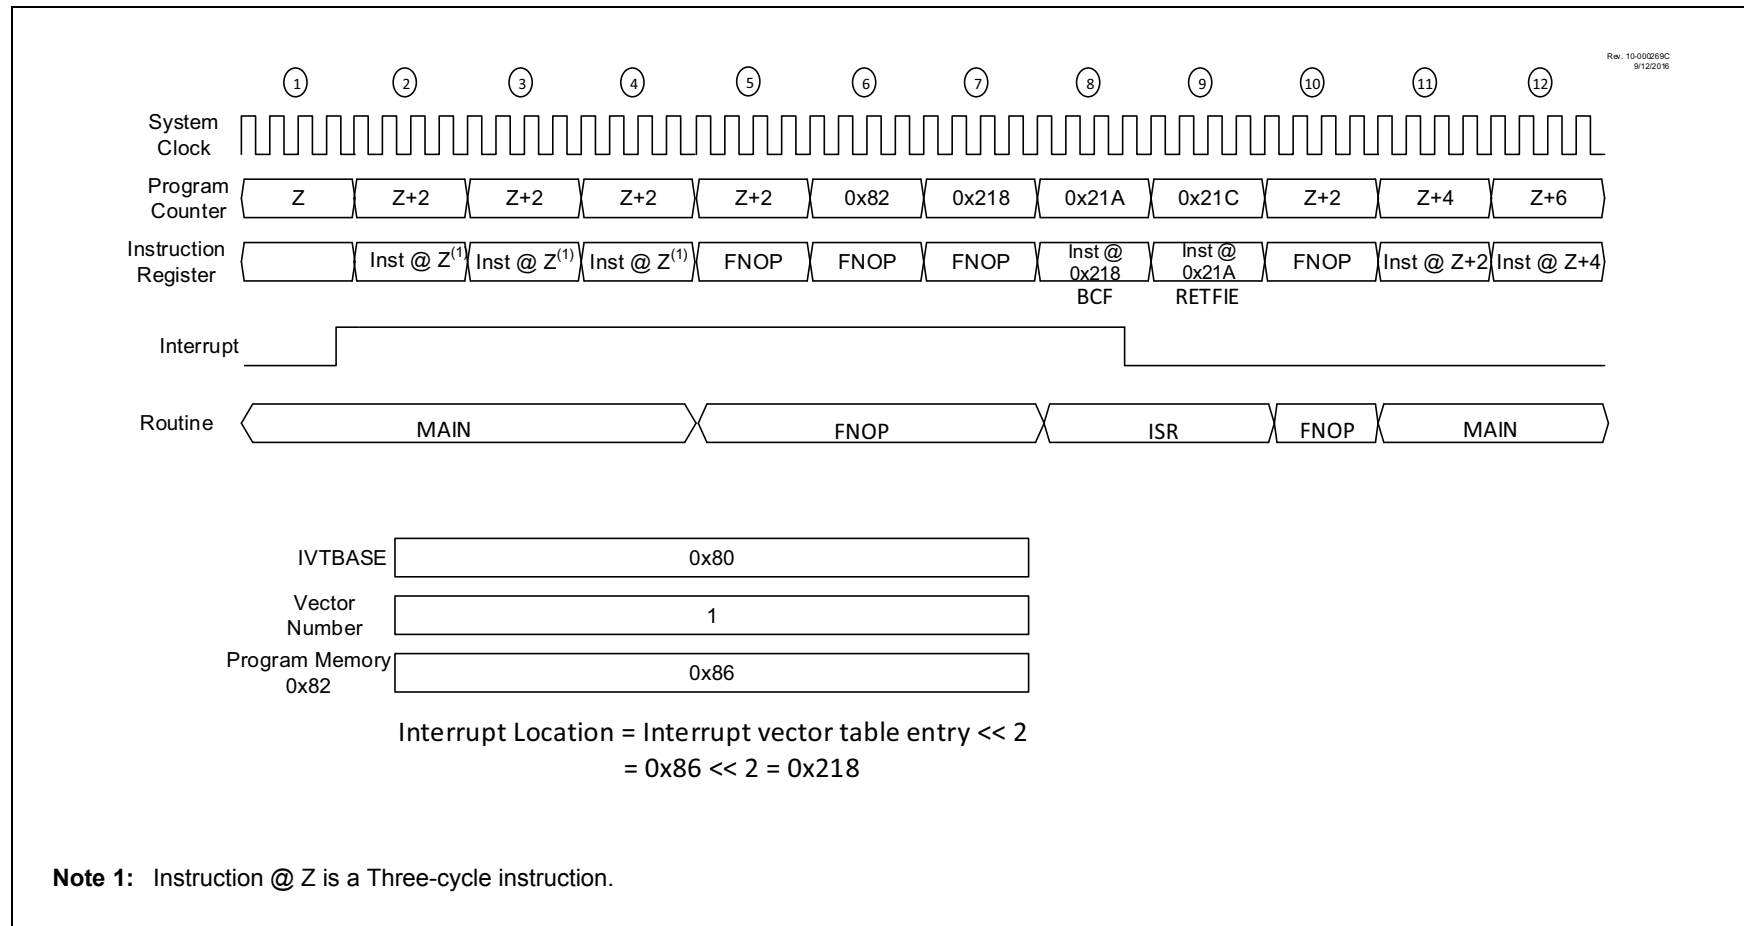 Rev. 10-000269C
9/12/2016
1 2 3 4 5 6 7 8 9 10 11 12
System
Clock
Program
Counter
Z Z+2 Z+2 Z+2 Z+2 0x82 0x218 0x21A 0x21C Z+2 Z+4 Z+6
Instruction
Register
Inst @ Z(1) Inst @ Z(1) Inst @ Z(1) FNOP FNOP FNOP
Inst @
0x218
BCF
Inst @
0x21A
RETFIE
FNOP Inst @ Z+2 Inst @ Z+4
Interrupt
Routine MAIN FNOP ISR FNOP MAIN
IVTBASE 0x80
Vector
Number
1
Program Memory
0x82
0x86
Interrupt Location = Interrupt vector table entry << 2
= 0x86 << 2 = 0x218
Note 1: Instruction @ Z is a Three-cycle instruction.